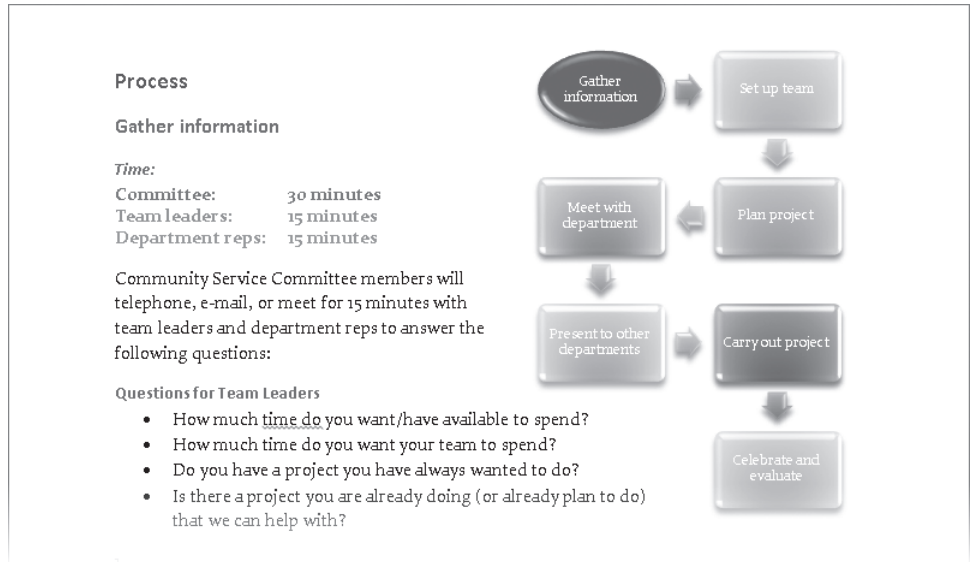 Process
Gather information
Time:
Committee: 30 minutes
Team leaders: 15 minutes
Department reps: 15 minutes
Community Service Committee members will
telephone, e-mail, or meet for 15 minutes with
team leaders and department reps to answer the
following questions:
Questions for Team Leaders
• How much time do you want/have available to spend?
• How much time do you want your team to spend?
• Do you have a project you have always wanted to do?
• Is there a project you are already doing (or already plan to do)
that we can help with?
Gather
information
Set up team
Plan project
Meet with
department
Present to other
departments
Carry out project
Celebrate and
evaluate